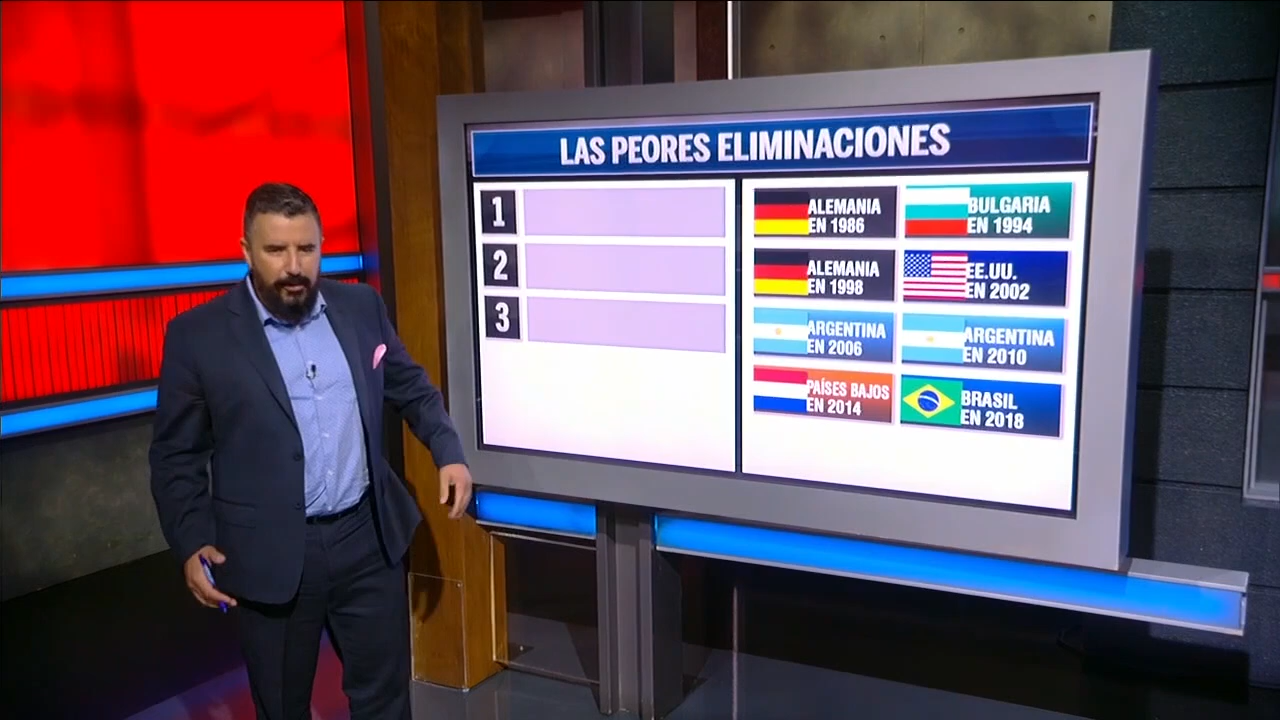 LAS PEORES ELIMINACIONES
1
2
3
ALEMANIA
EN 1986
BULGARIA
EN 1994
ALEMANIA
EN 1998
EE.UU.
EN 2002
ARGENTINA
EN 2006
ARGENTINA
EN 2010
PAÍSES BAJOS
EN 2014
BRASIL
EN 2018